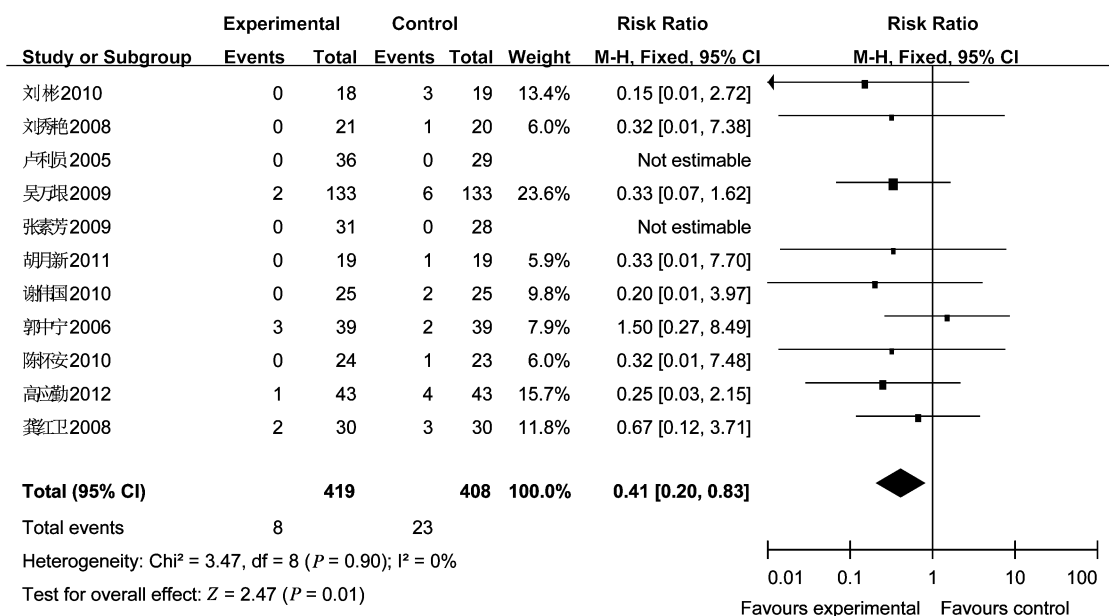 Experimental Control Risk Ratio Risk Ratio
Study or Subgroup Events Total Events Total Weight M-H, Fixed, 95% CI M-H, Fixed, 95% CI
刘彬2010 0 18 3 19 13.4% 0.15 [0.01, 2.72]
刘秀艳2008 0 21 1 20 6.0% 0.32 [0.01, 7.38]
卢利员2005 0 36 0 29 Not estimable
吴万垠2009 2 133 6 133 23.6% 0.33 [0.07, 1.62]
张素芳2009 0 31 0 28 Not estimable
胡月新2011 0 19 1 19 5.9% 0.33 [0.01, 7.70]
谢伟国2010 0 25 2 25 9.8% 0.20 [0.01, 3.97]
郭中宁2006 3 39 2 39 7.9% 1.50 [0.27, 8.49]
陈怀安2010 0 24 1 23 6.0% 0.32 [0.01, 7.48]
高应勤2012 1 43 4 43 15.7% 0.25 [0.03, 2.15]
龚红卫2008 2 30 3 30 11.8% 0.67 [0.12, 3.71]
Total (95% CI) 419 408 100.0% 0.41 [0.20, 0.83]
Total events 8 23
Heterogeneity: Chi² = 3.47, df = 8 (P = 0.90); I² = 0%
Test for overall effect: Z = 2.47 (P = 0.01)
0.01 0.1 1 10 100
Favours experimental Favours control